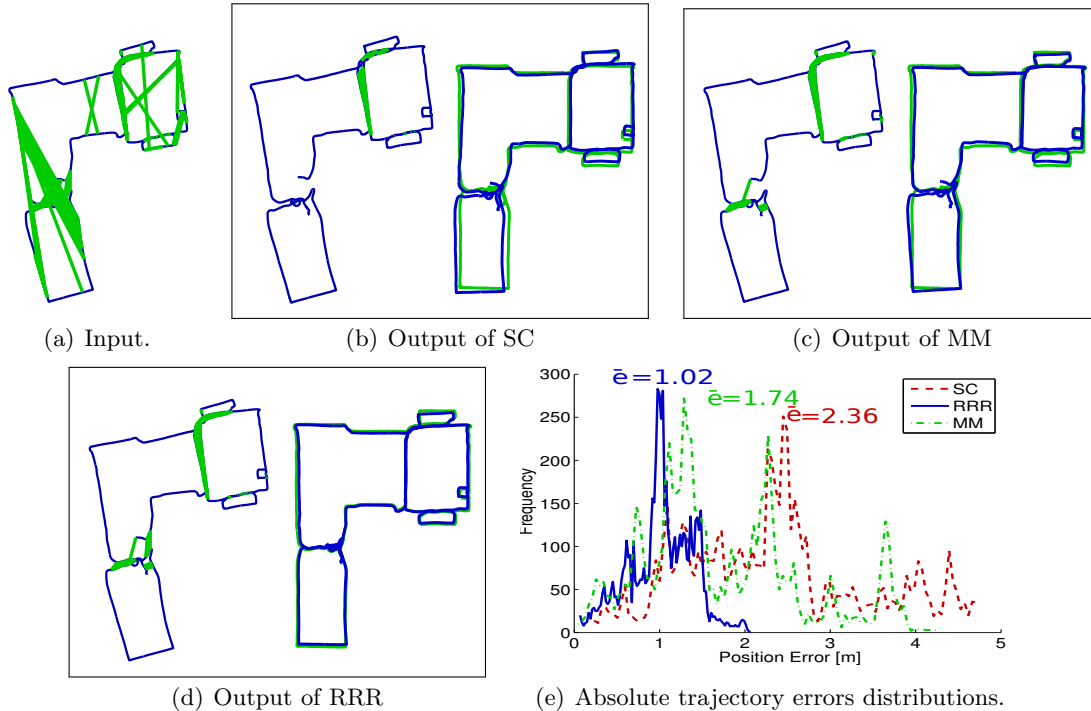 (a) Input.
(b) Output of SC
(c) Output of MM
(d) Output of RRR
ē=1.02
ē=1.74
ē=2.36
SC
RRR
MM
300
250
200
150
100
50
0
Frequency
0 1 2 3 4 5
Position Error [m]
(e) Absolute trajectory errors distributions.